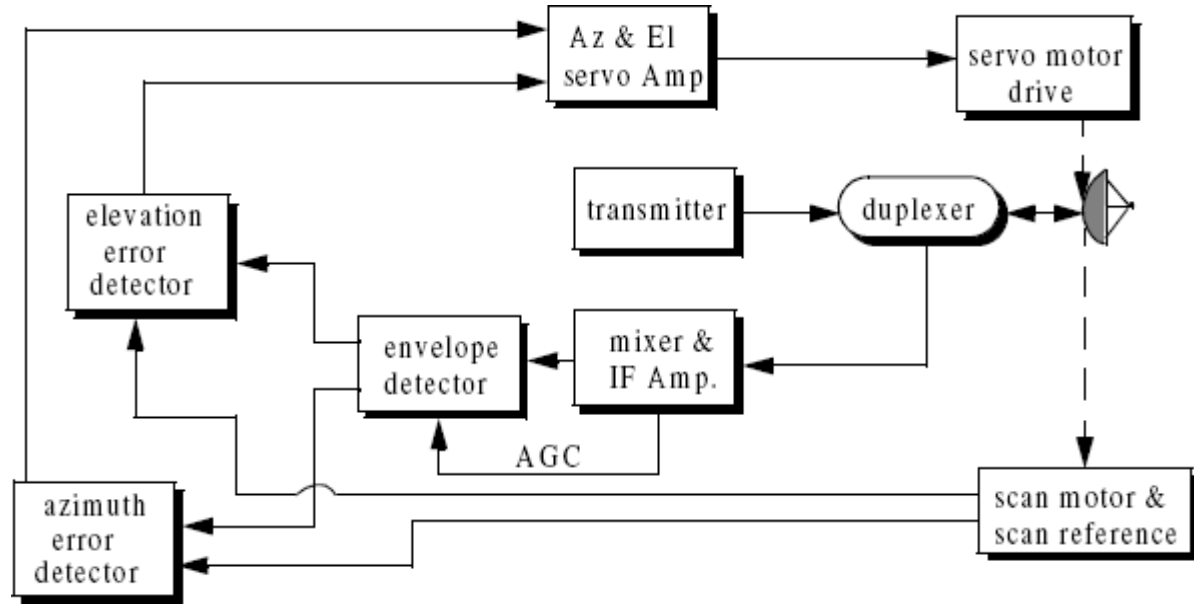 Az & El
servo Amp
servo motor
drive
transmitter
duplexer
elevation
error
detector
envelope
detector
mixer &
IF Amp.
AGC
azimuth
error
detector
scan motor &
scan reference